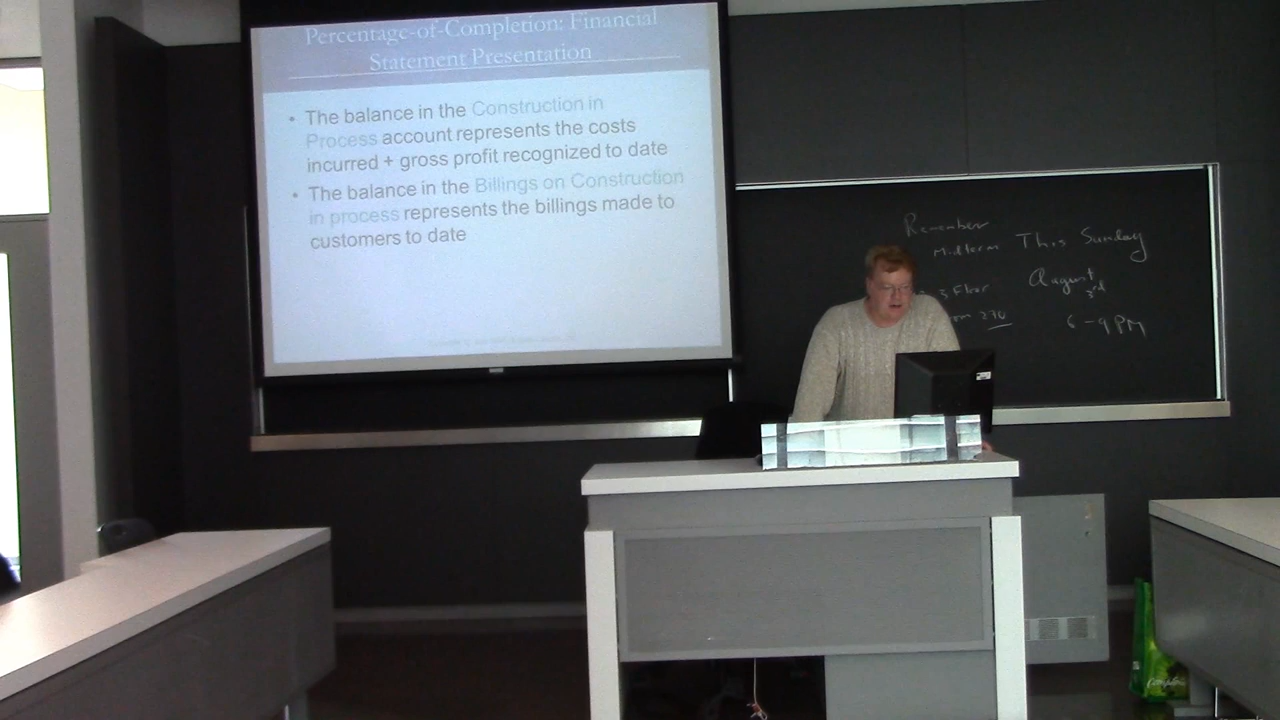 Percentage-of-Completion: Financial
Statement Presentation
• The balance in the Construction in
Process account represents the costs
incurred + gross profit recognized to date
• The balance in the Billings on Construction
in process represents the billings made to
customers to date
Remember
Midterm This Sunday
3 Floor August 3rd
270 6-9 PM